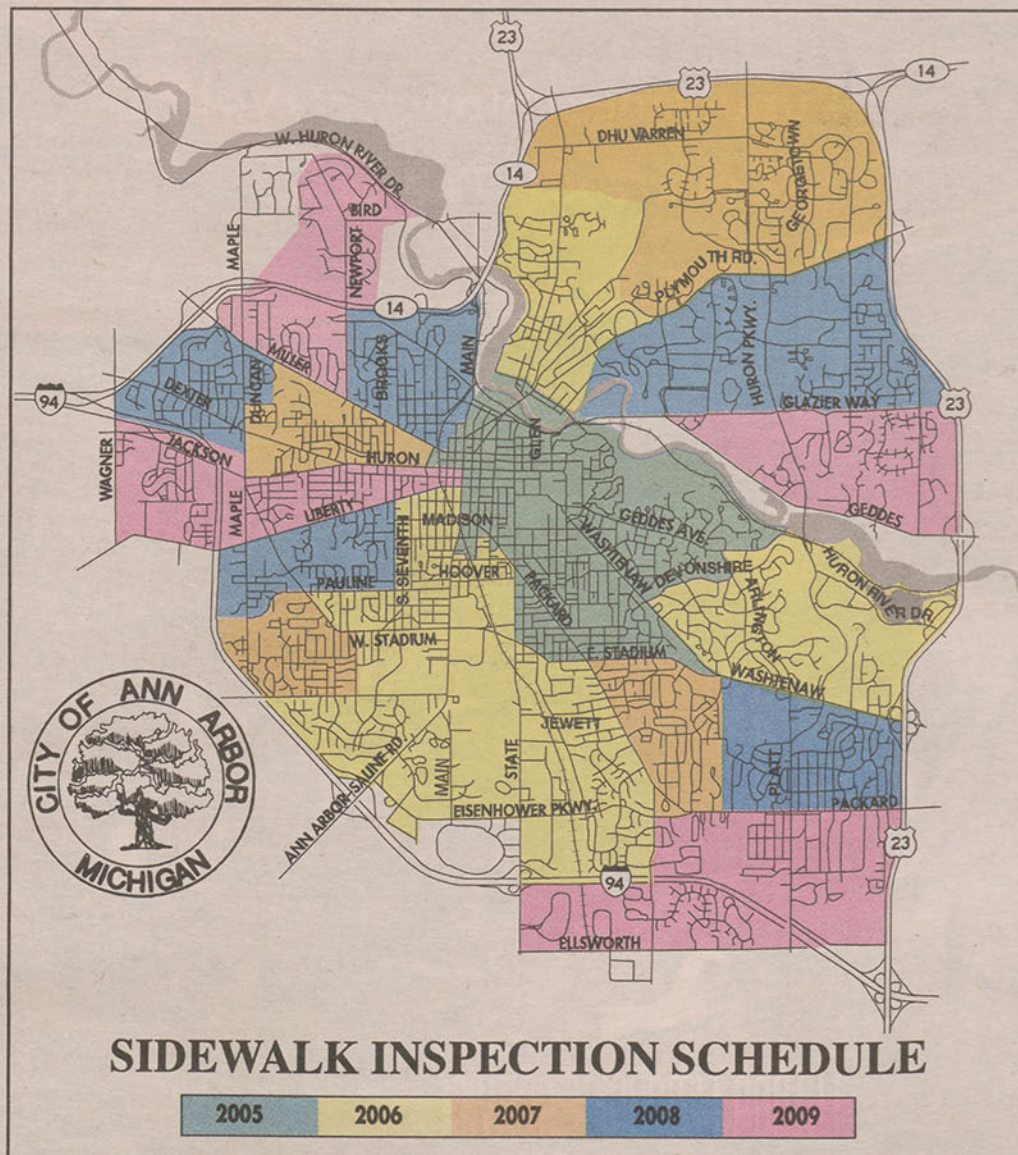 23
14
23
DHU VARREN
GEORGETOWN
W. HURON RIVER DR.
14
BIRD
MAPLE
NEWPORT
PLYMOUTH RD.
14
MILLER
BROOKS
MAIN
HURON PKWY.
DEXTER
DUNCAN
94
GLAZIER WAY
23
JACKSON
WAGNER
HURON
GLEN
MAPLE
LIBERTY
GEDDES
S. SEVENTH
MADISON
WASHTENAW
GEDDES AVE.
HOOVER
PAULINE
PACKARD
DEVONSHIRE
ARLINGTON
HURON RIVER DR.
W. STADIUM
E. STADIUM
WASHTENAW
CITY OF ANN ARBOR
MICHIGAN
JEWETT
STATE
MAIN
ANN ARBOR-SALINE RD.
PLATT
EISENHOWER PKWY.
PACKARD
23
94
ELLSWORTH
SIDEWALK INSPECTION SCHEDULE
2005 2006 2007 2008 2009